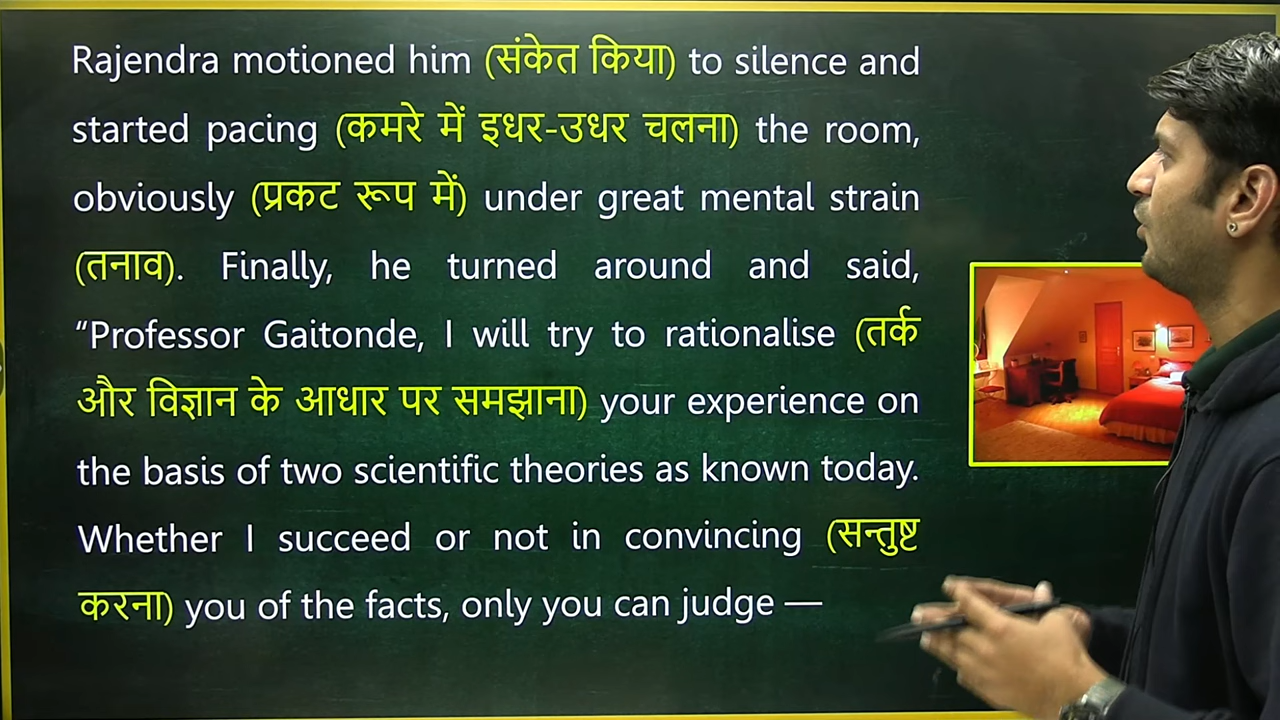 Rajendra motioned him (संकेत किया) to silence and
started pacing (कमरे में इधर-उधर चलना) the room,
obviously (प्रकट रूप में) under great mental strain
(तनाव). Finally, he turned around and said,
“Professor Gaitonde, I will try to rationalise (तर्क
और विज्ञान के आधार पर समझाना) your experience on
the basis of two scientific theories as known today.
Whether I succeed or not in convincing (सन्तुष्ट
करना) you of the facts, only you can judge —